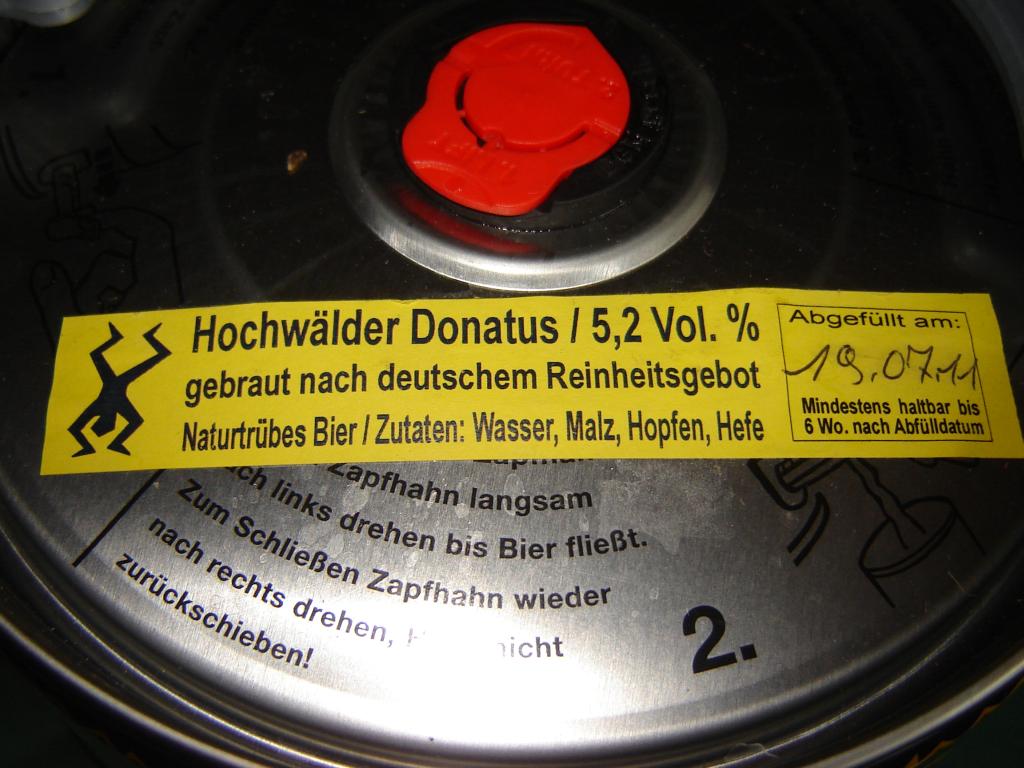 Hochwälder Donatus / 5,2 Vol. %
gebraut nach deutschem Reinheitsgebot
Naturtrübes Bier / Zutaten: Wasser, Malz, Hopfen, Hefe
Abgefüllt am:
19.07.11
Mindestens haltbar bis
6 Wo. nach Abfülldatum
Zapfhahn langsam
links drehen bis Bier fließt.
Zum Schließen Zapfhahn wieder
nach rechts drehen, nicht
zurückschieben!
2.